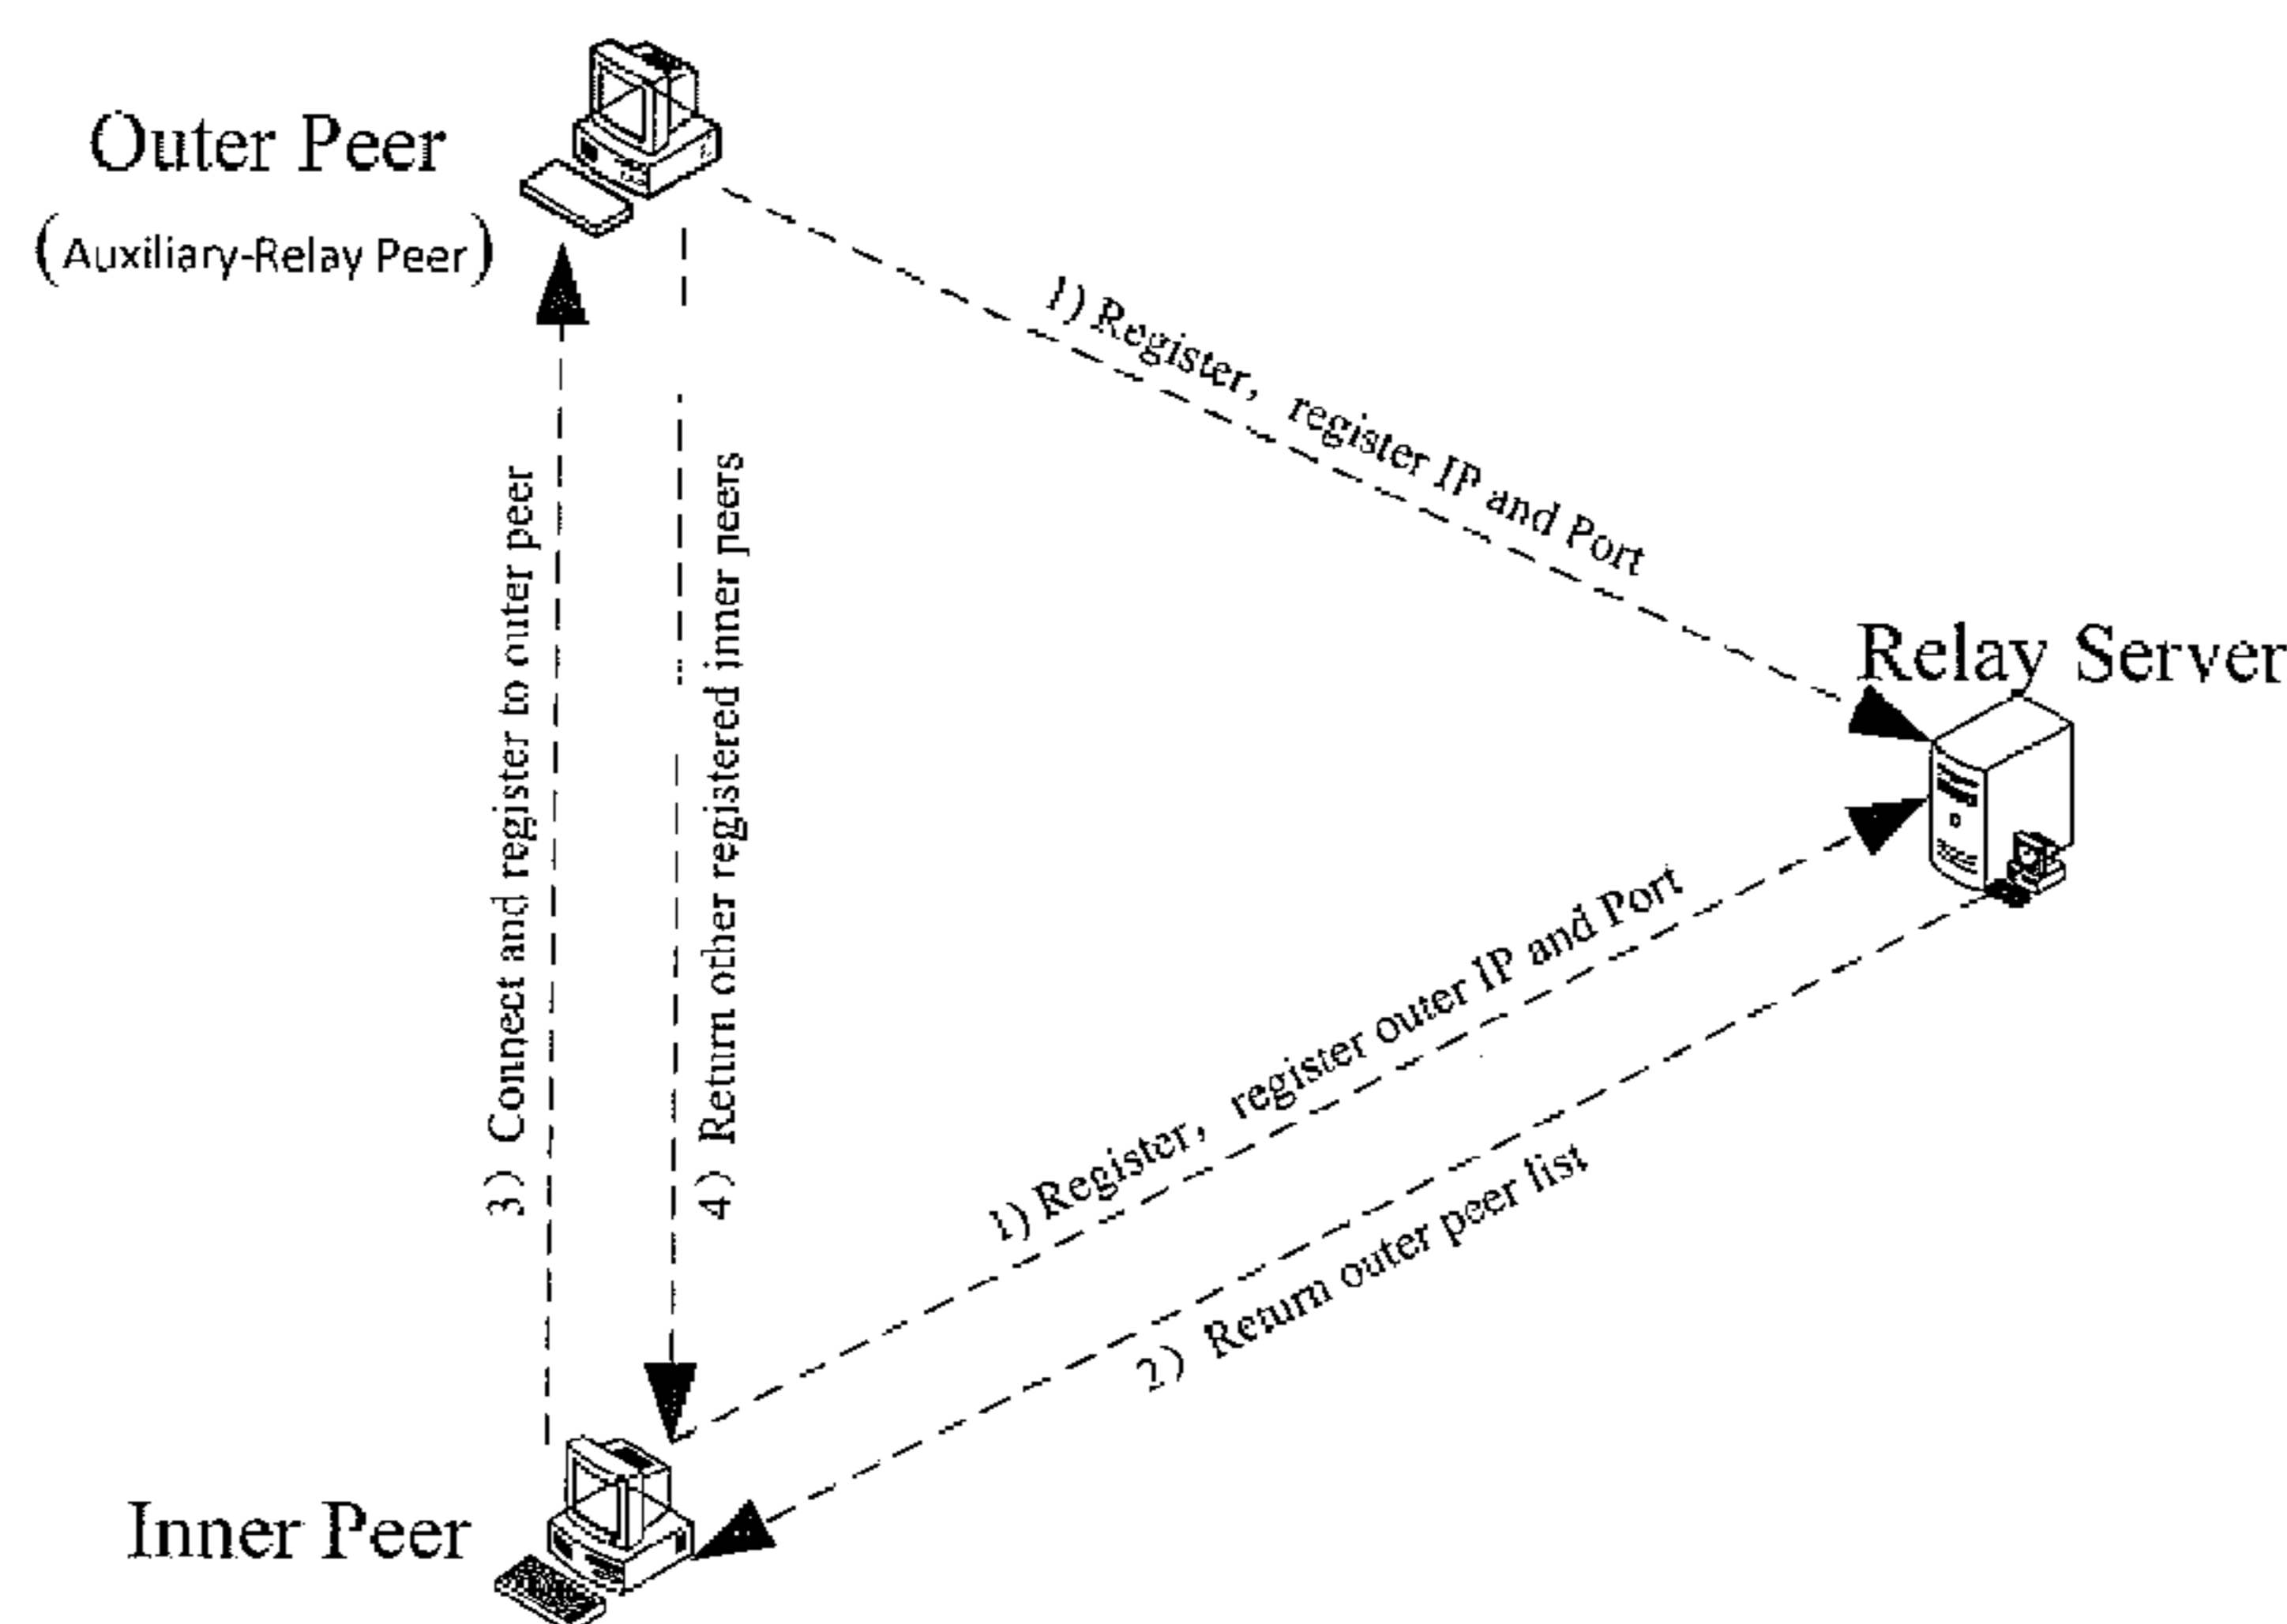 Outer Peer
(Auxiliary-Relay Peer)
1) Register, register IP and Port
Relay Server
3) Connect and register to outer peer
4) Return other registered inner peers
1) Register, register outer IP and Port
2) Return outer peer list
Inner Peer